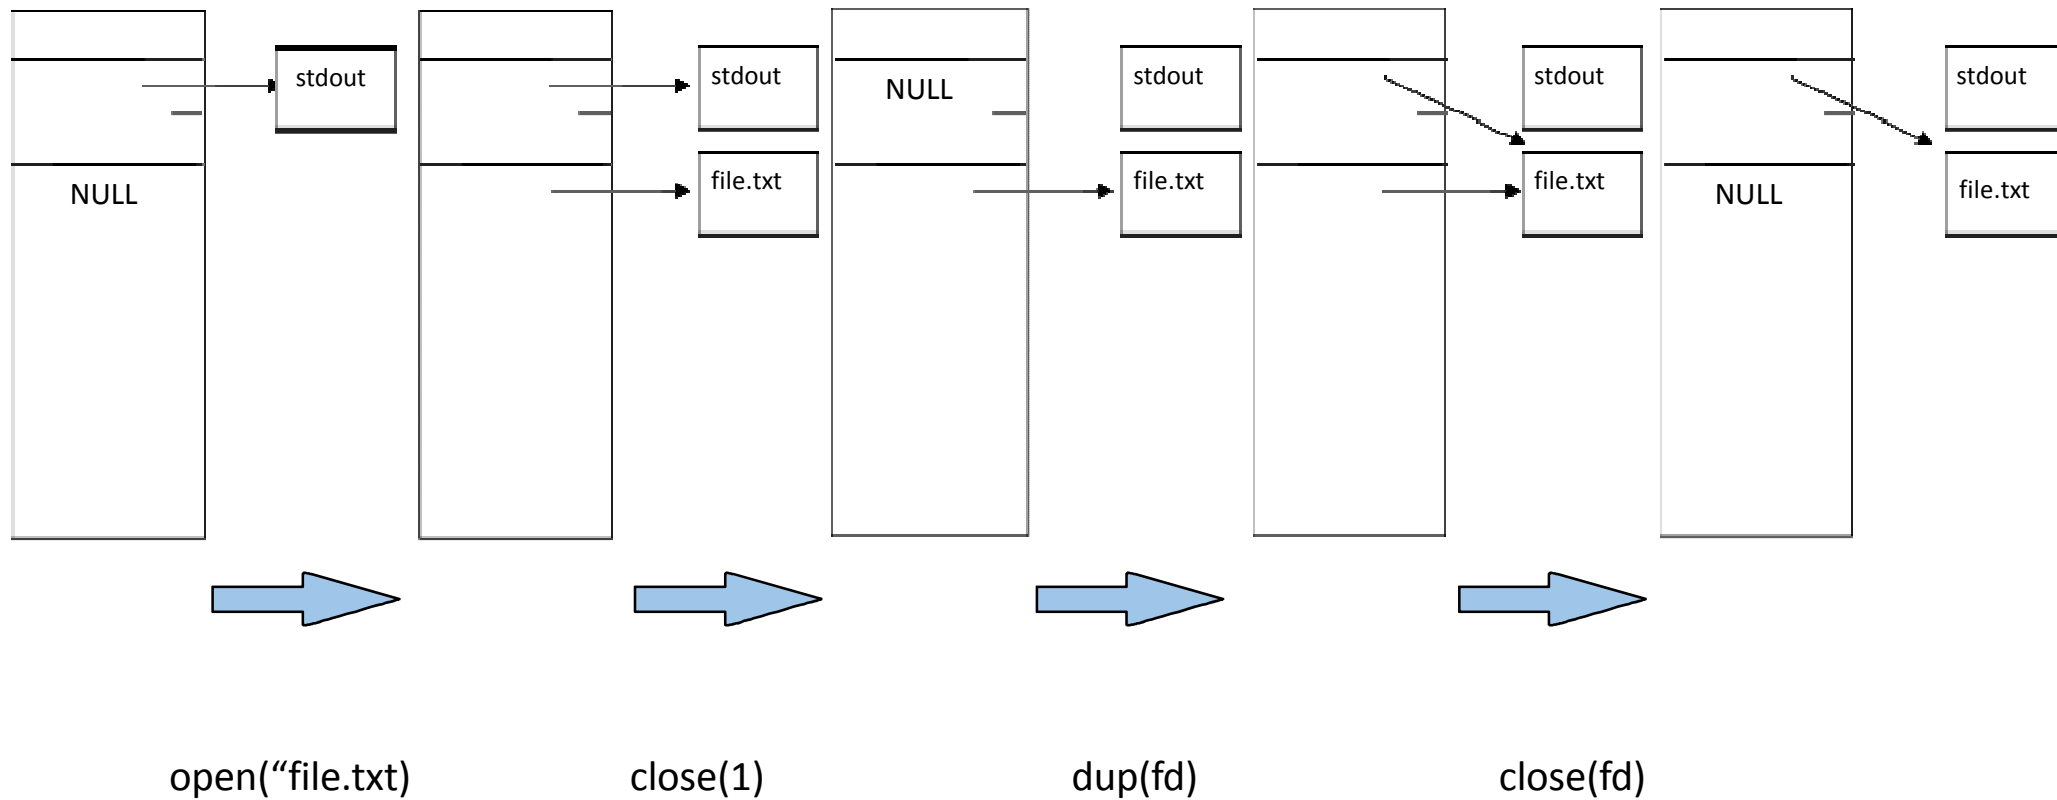 stdout
NULL
stdout
file.txt
NULL
stdout
file.txt
stdout
file.txt
NULL
stdout
file.txt
open(“file.txt)
close(1)
dup(fd)
close(fd)